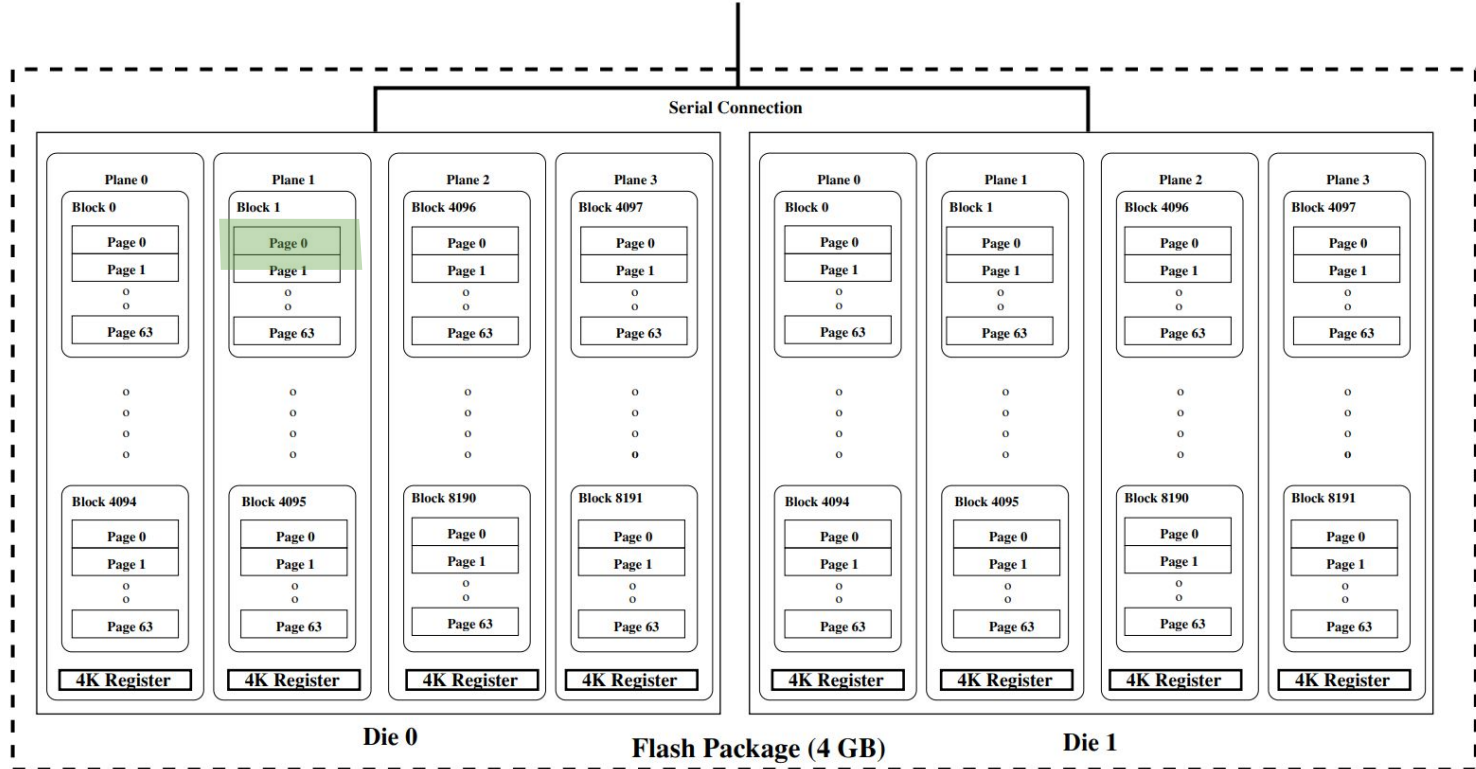 Serial Connection
Plane 0
Block 0
Page 0
Page 1
o
o
Page 63
o
o
o
o
Block 4094
Page 0
Page 1
o
o
Page 63
4K Register
Plane 1
Block 1
Page 0
Page 1
o
o
Page 63
o
o
o
o
Block 4095
Page 0
Page 1
o
o
Page 63
4K Register
Plane 2
Block 4096
Page 0
Page 1
o
o
Page 63
o
o
o
o
Block 8190
Page 0
Page 1
o
o
Page 63
4K Register
Plane 3
Block 4097
Page 0
Page 1
o
o
Page 63
o
o
o
o
Block 8191
Page 0
Page 1
o
o
Page 63
4K Register
Die 0
Plane 0
Block 0
Page 0
Page 1
o
o
Page 63
o
o
o
o
Block 4094
Page 0
Page 1
o
o
Page 63
4K Register
Plane 1
Block 1
Page 0
Page 1
o
o
Page 63
o
o
o
o
Block 4095
Page 0
Page 1
o
o
Page 63
4K Register
Plane 2
Block 4096
Page 0
Page 1
o
o
Page 63
o
o
o
o
Block 8190
Page 0
Page 1
o
o
Page 63
4K Register
Plane 3
Block 4097
Page 0
Page 1
o
o
Page 63
o
o
o
o
Block 8191
Page 0
Page 1
o
o
Page 63
4K Register
Die 1
Flash Package (4 GB)